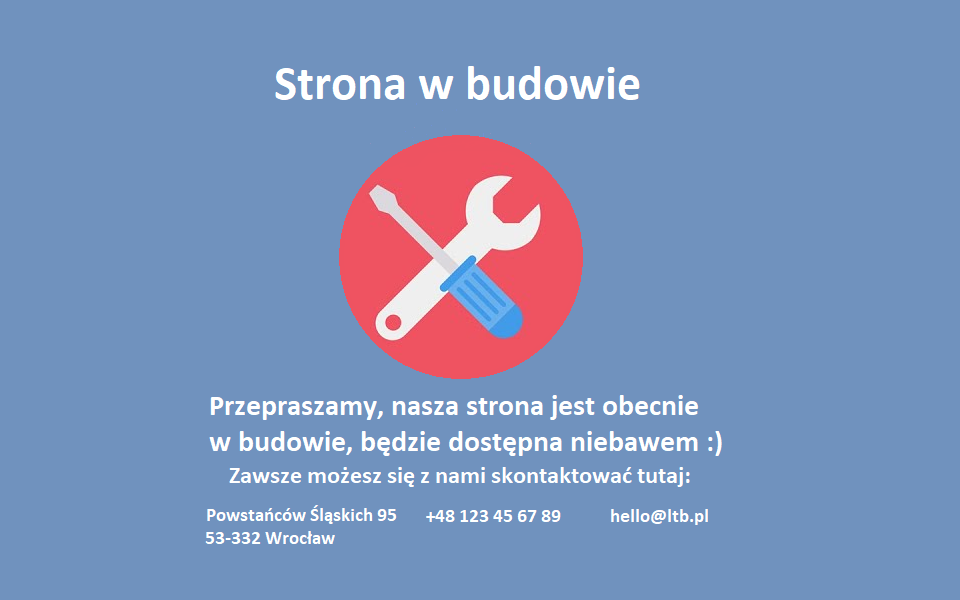 Strona w budowie
Przepraszamy, nasza strona jest obecnie
w budowie, będzie dostępna niebawem :)
Zawsze możesz się z nami skontaktować tutaj:
Powstańców Śląskich 95
53-332 Wrocław
+48 123 45 67 89
hello@ltb.pl